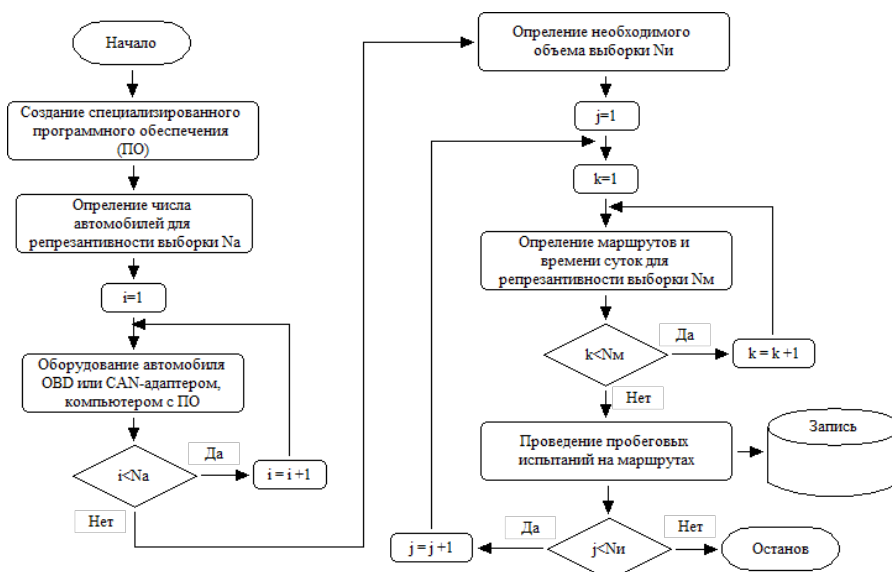 Начало
Создание специализированного
программного обеспечения
(ПО)
Опреление числа
автомобилей для
репрезантивности выборки Na
i=1
Оборудование автомобиля
OBD или CAN-адаптером,
компьютером с ПО
i<Na
Да
i = i +1
Нет
Опреление необходимого
объема выборки Nи
j=1
k=1
Опреление маршрутов и
времени суток для
репрезантивности выборки Nм
k<Nм
Да
k = k +1
Нет
Проведение пробеговых
испытаний на маршрутах
Запись
j<Nи
Да
j = j +1
Нет
Останов